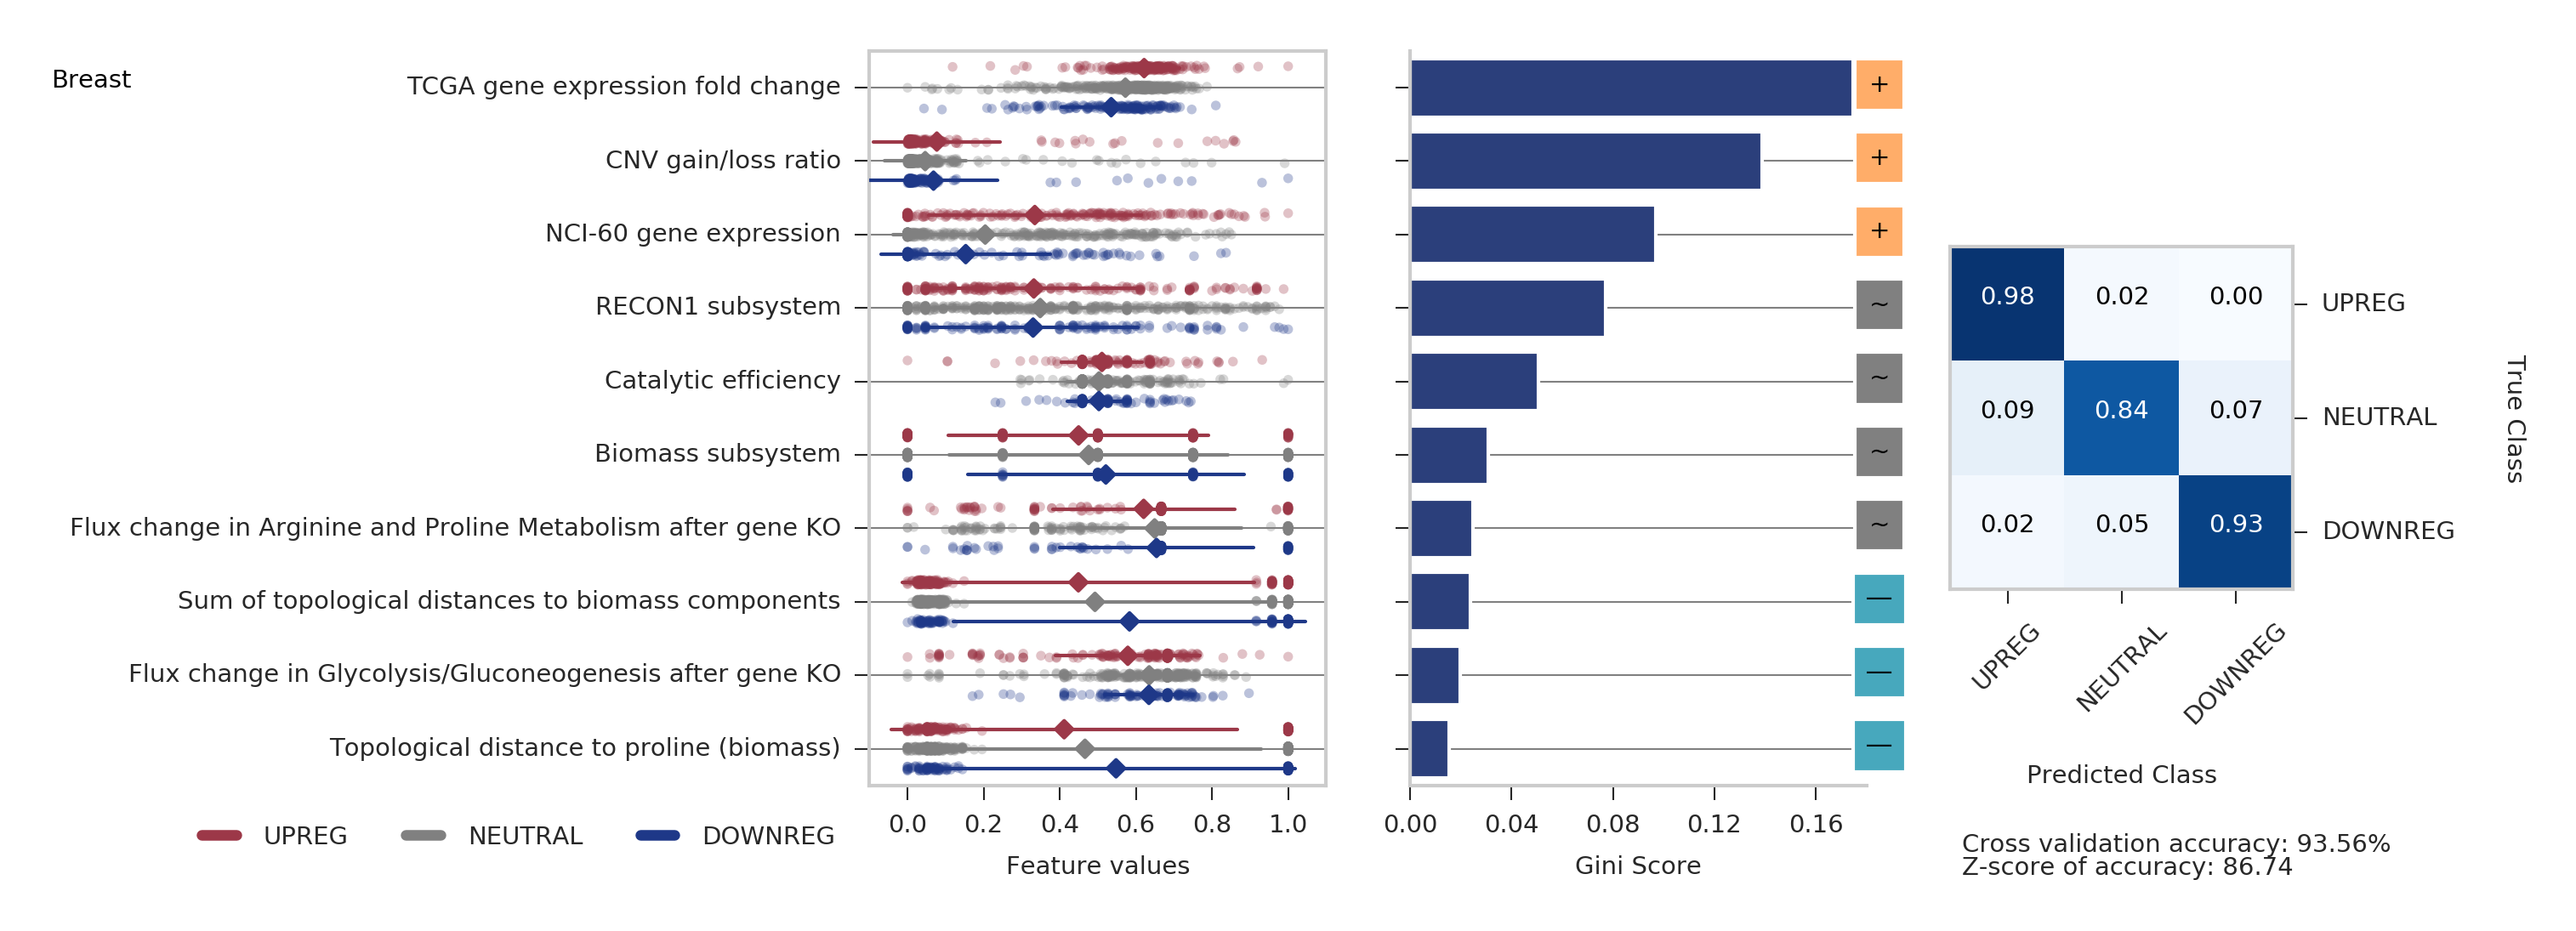 Breast
TCGA gene expression fold change
CNV gain/loss ratio
NCI-60 gene expression
RECON1 subsystem
Catalytic efficiency
Biomass subsystem
Flux change in Arginine and Proline Metabolism after gene KO
Sum of topological distances to biomass components
Flux change in Glycolysis/Gluconeogenesis after gene KO
Topological distance to proline (biomass)
UPREG NEUTRAL DOWNREG
0.0 0.2 0.4 0.6 0.8 1.0
Feature values
+
+
+
~
~
~
~
—
—
—
0.00 0.04 0.08 0.12 0.16
Gini Score
0.98 0.02 0.00 UPREG
0.09 0.84 0.07 NEUTRAL
0.02 0.05 0.93 DOWNREG
True Class
UPREG NEUTRAL DOWNREG
Predicted Class
Cross validation accuracy: 93.56%
Z-score of accuracy: 86.74